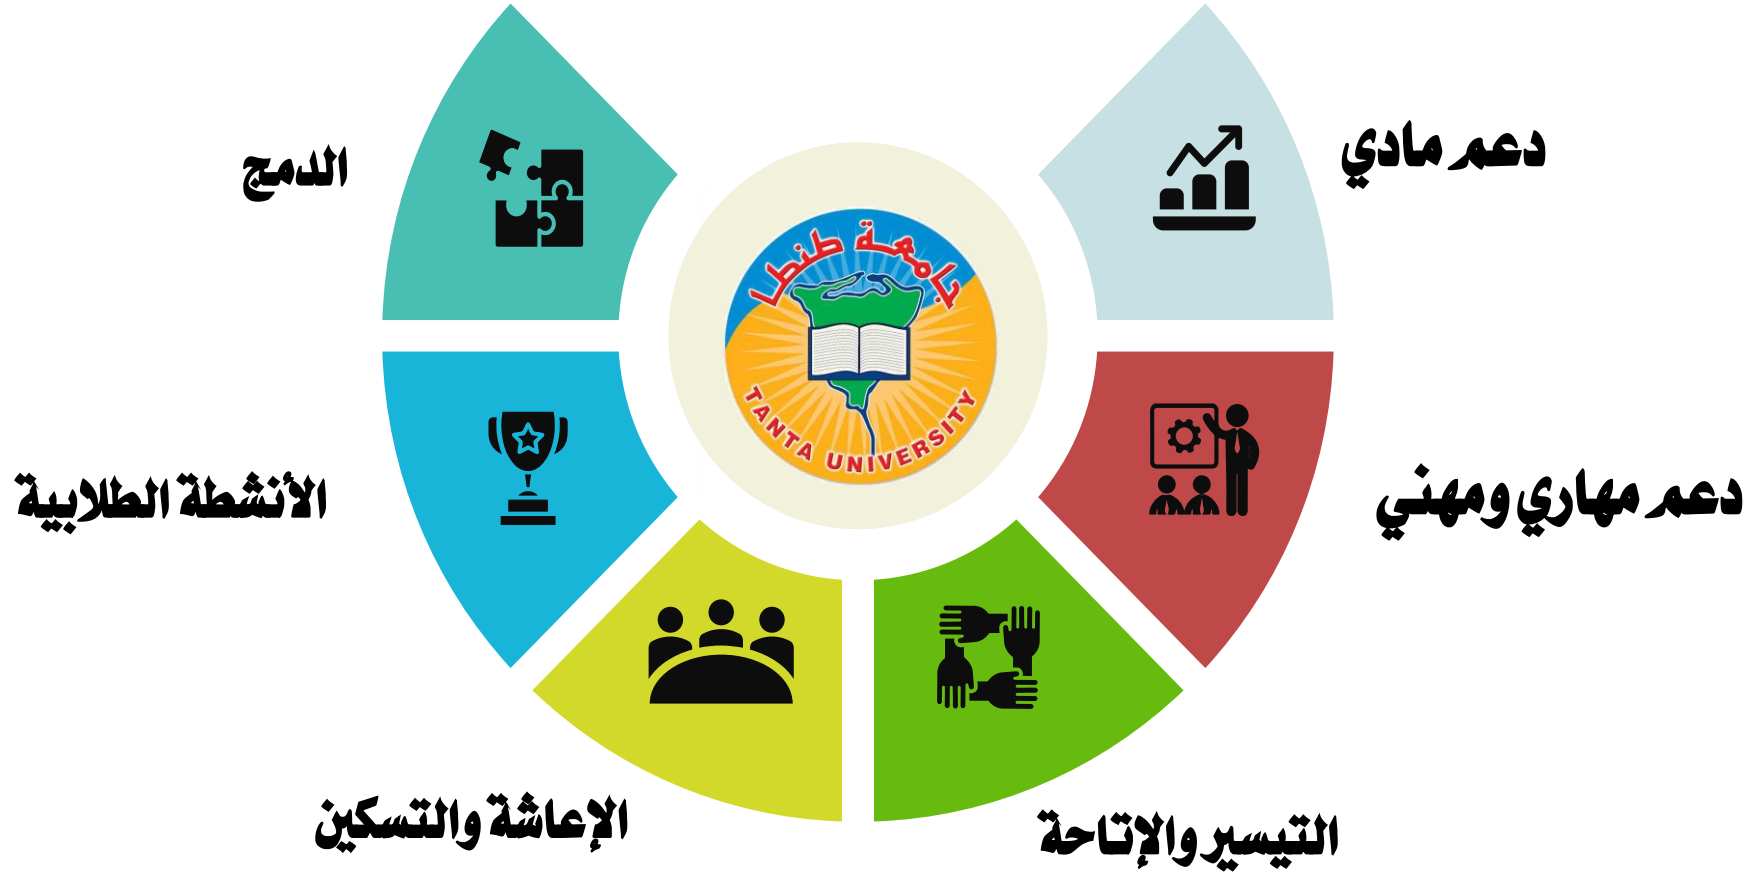 دعم مادي
الدمج
جامعة طنطا
TANTA UNIVERSITY
دعم مهاري ومهني
الأنشطة الطلابية
التيسير والإتاحة
الإعاشة والتسكين